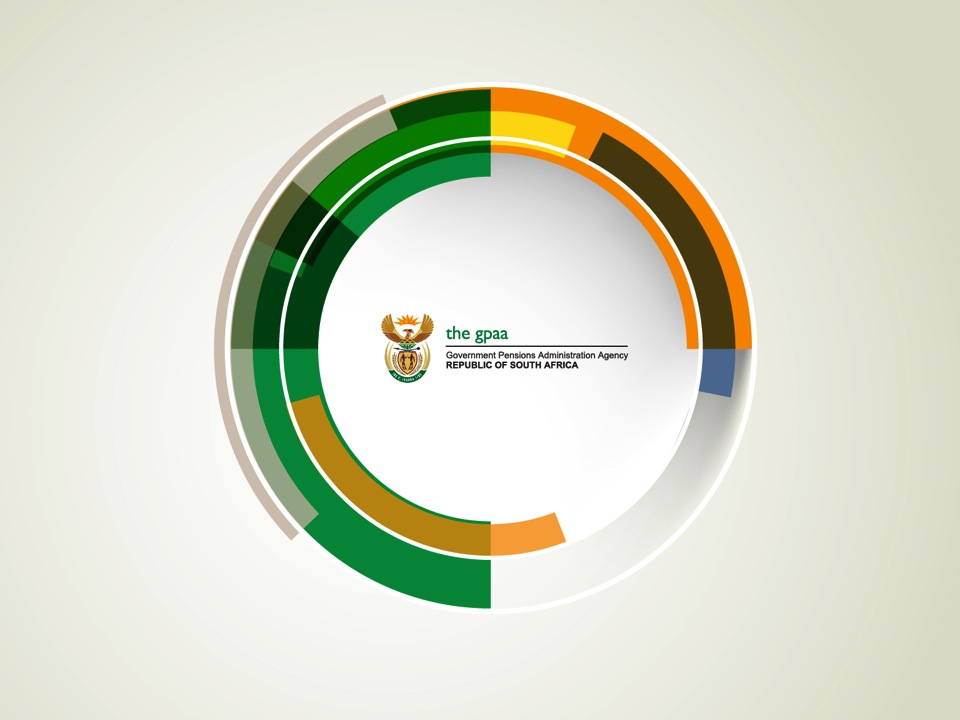 the gpaa
Government Pensions Administration Agency
REPUBLIC OF SOUTH AFRICA